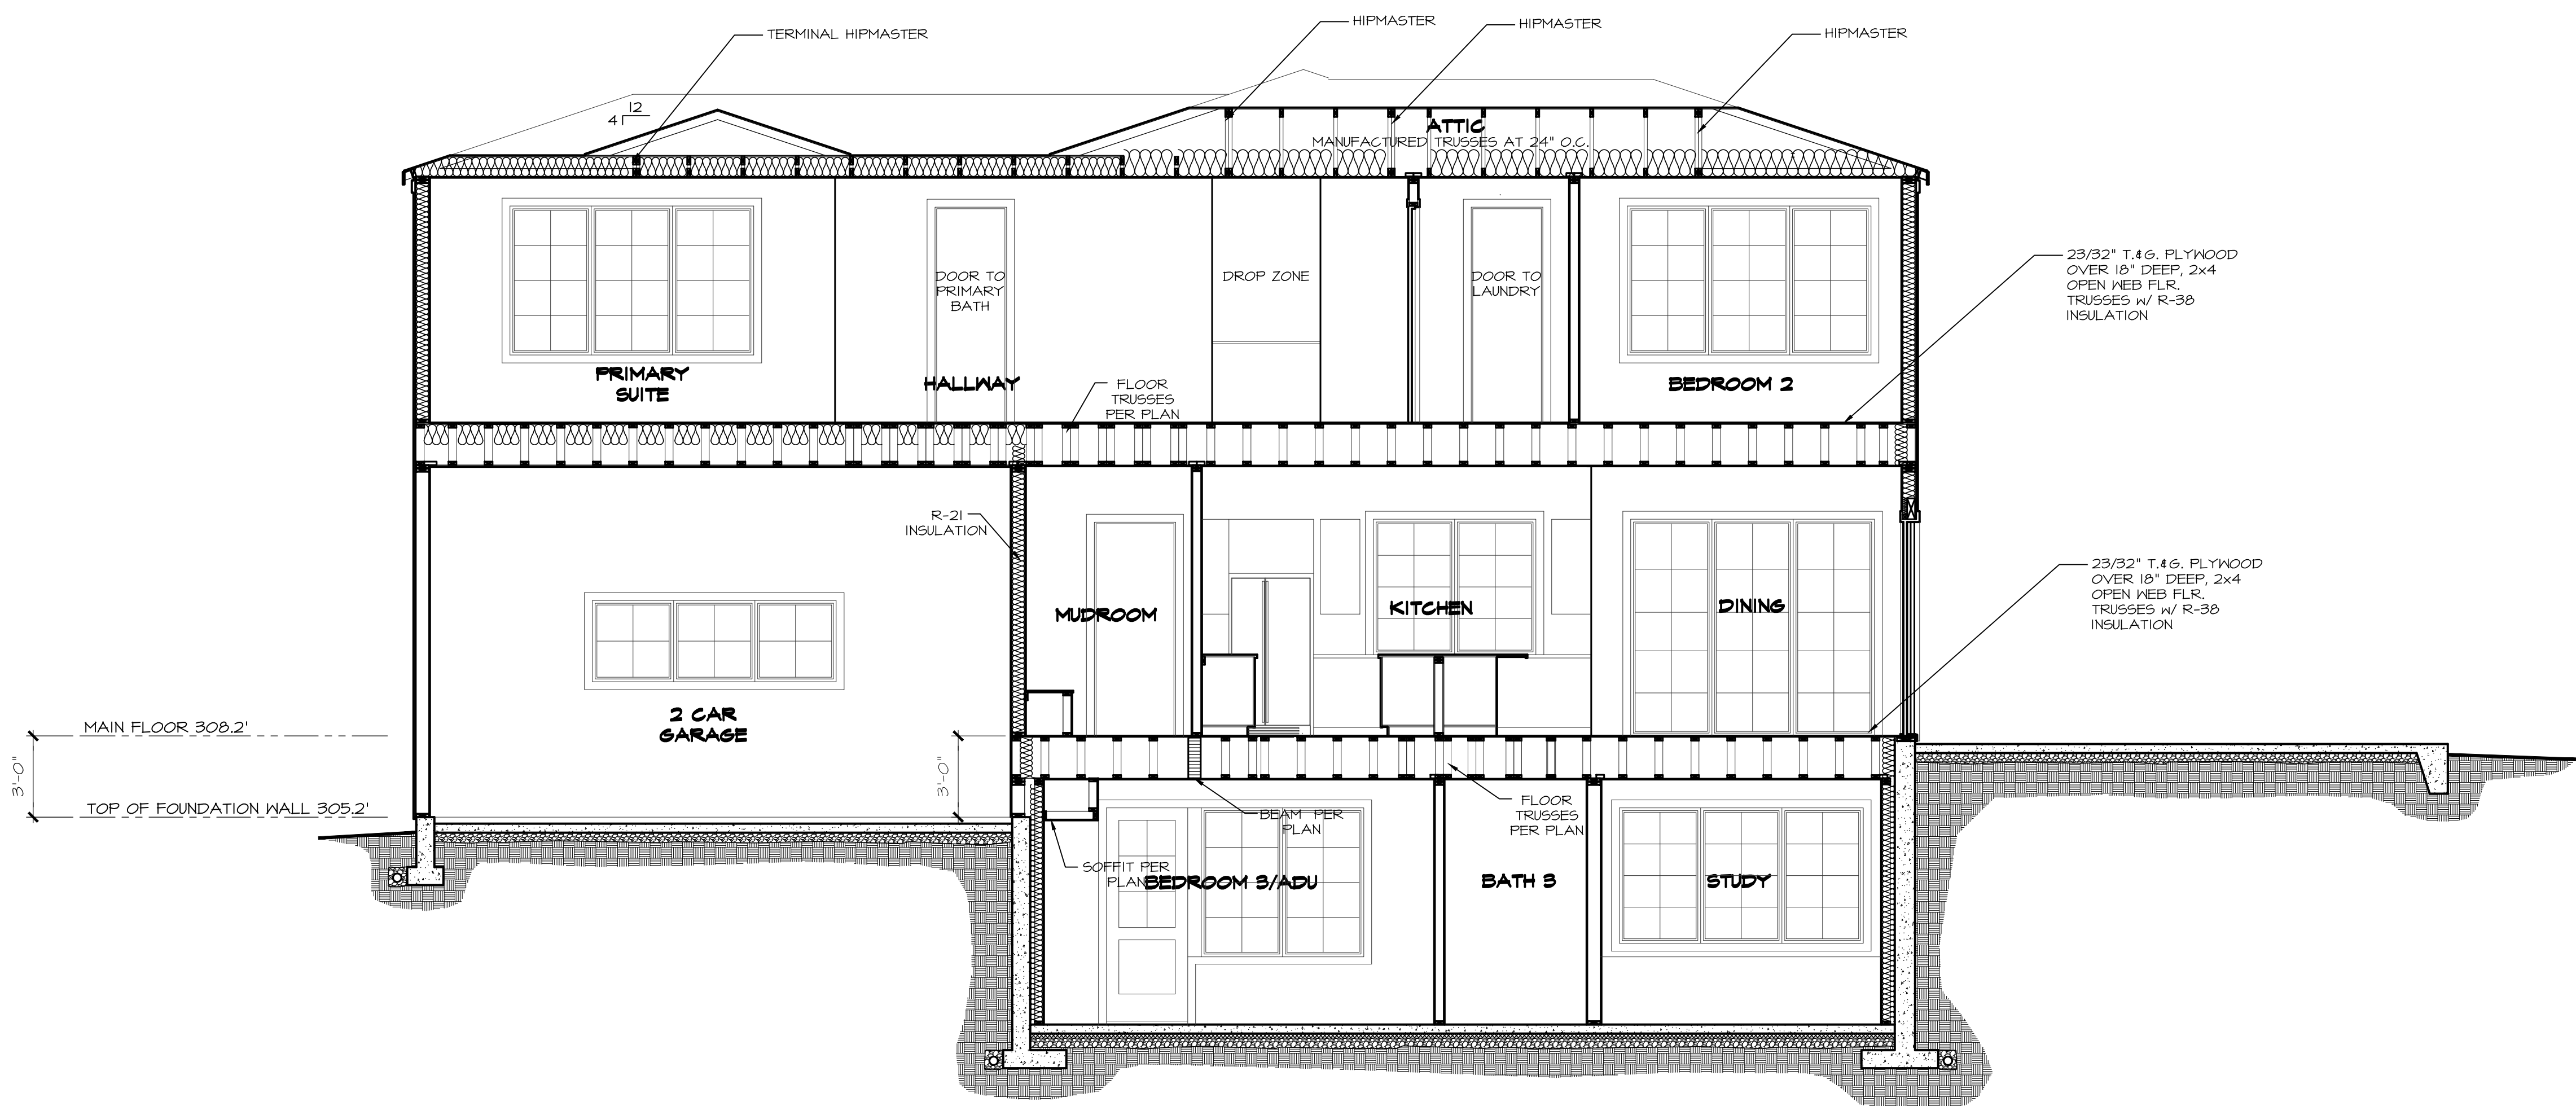 TERMINAL HIPMASTER
HIPMASTER
HIPMASTER
HIPMASTER
12
4
ATTIC
MANUFACTURED TRUSSES AT 24" O.C.
DOOR TO
PRIMARY
BATH
DROP ZONE
DOOR TO
LAUNDRY
23/32" T.&G. PLYWOOD
OVER 18" DEEP, 2x4
OPEN WEB FLR.
TRUSSES w/ R-38
INSULATION
PRIMARY
SUITE
HALLWAY
FLOOR
TRUSSES
PER PLAN
BEDROOM 2
R-21
INSULATION
23/32" T.&G. PLYWOOD
OVER 18" DEEP, 2x4
OPEN WEB FLR.
TRUSSES w/ R-38
INSULATION
MUDROOM
KITCHEN
DINING
2 CAR
GARAGE
MAIN FLOOR 308.2'
3'-0"
3'-0"
TOP OF FOUNDATION WALL 305.2'
BEAM PER
PLAN
FLOOR
TRUSSES
PER PLAN
SOFFIT PER
PLAN
BEDROOM 3/ADU
BATH 3
STUDY